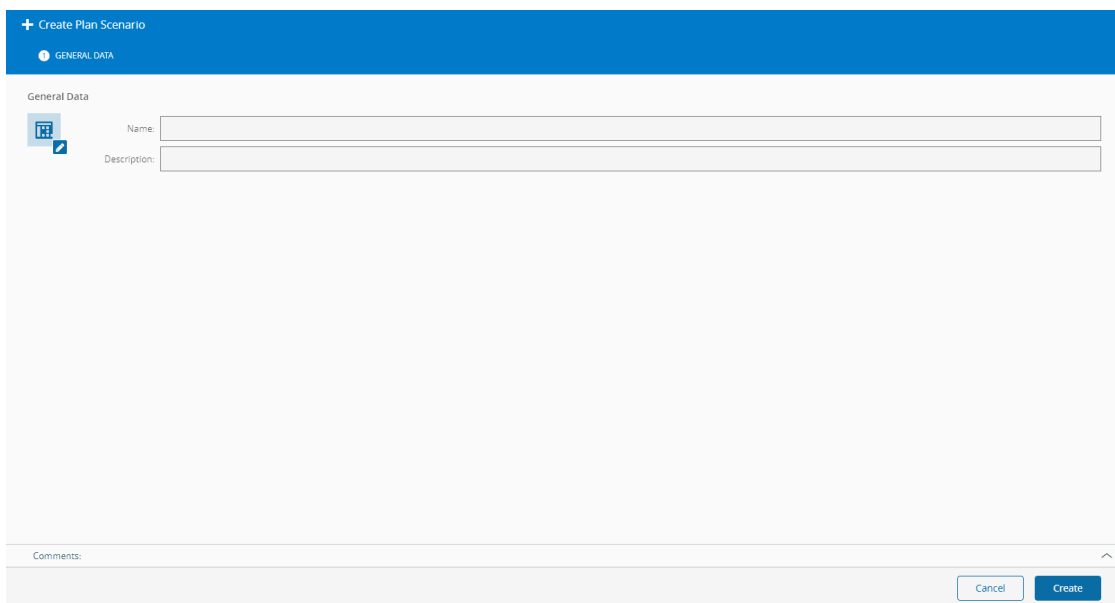 Create Plan Scenario
1 GENERAL DATA
General Data
Name:
Description:
Comments:
Cancel Create